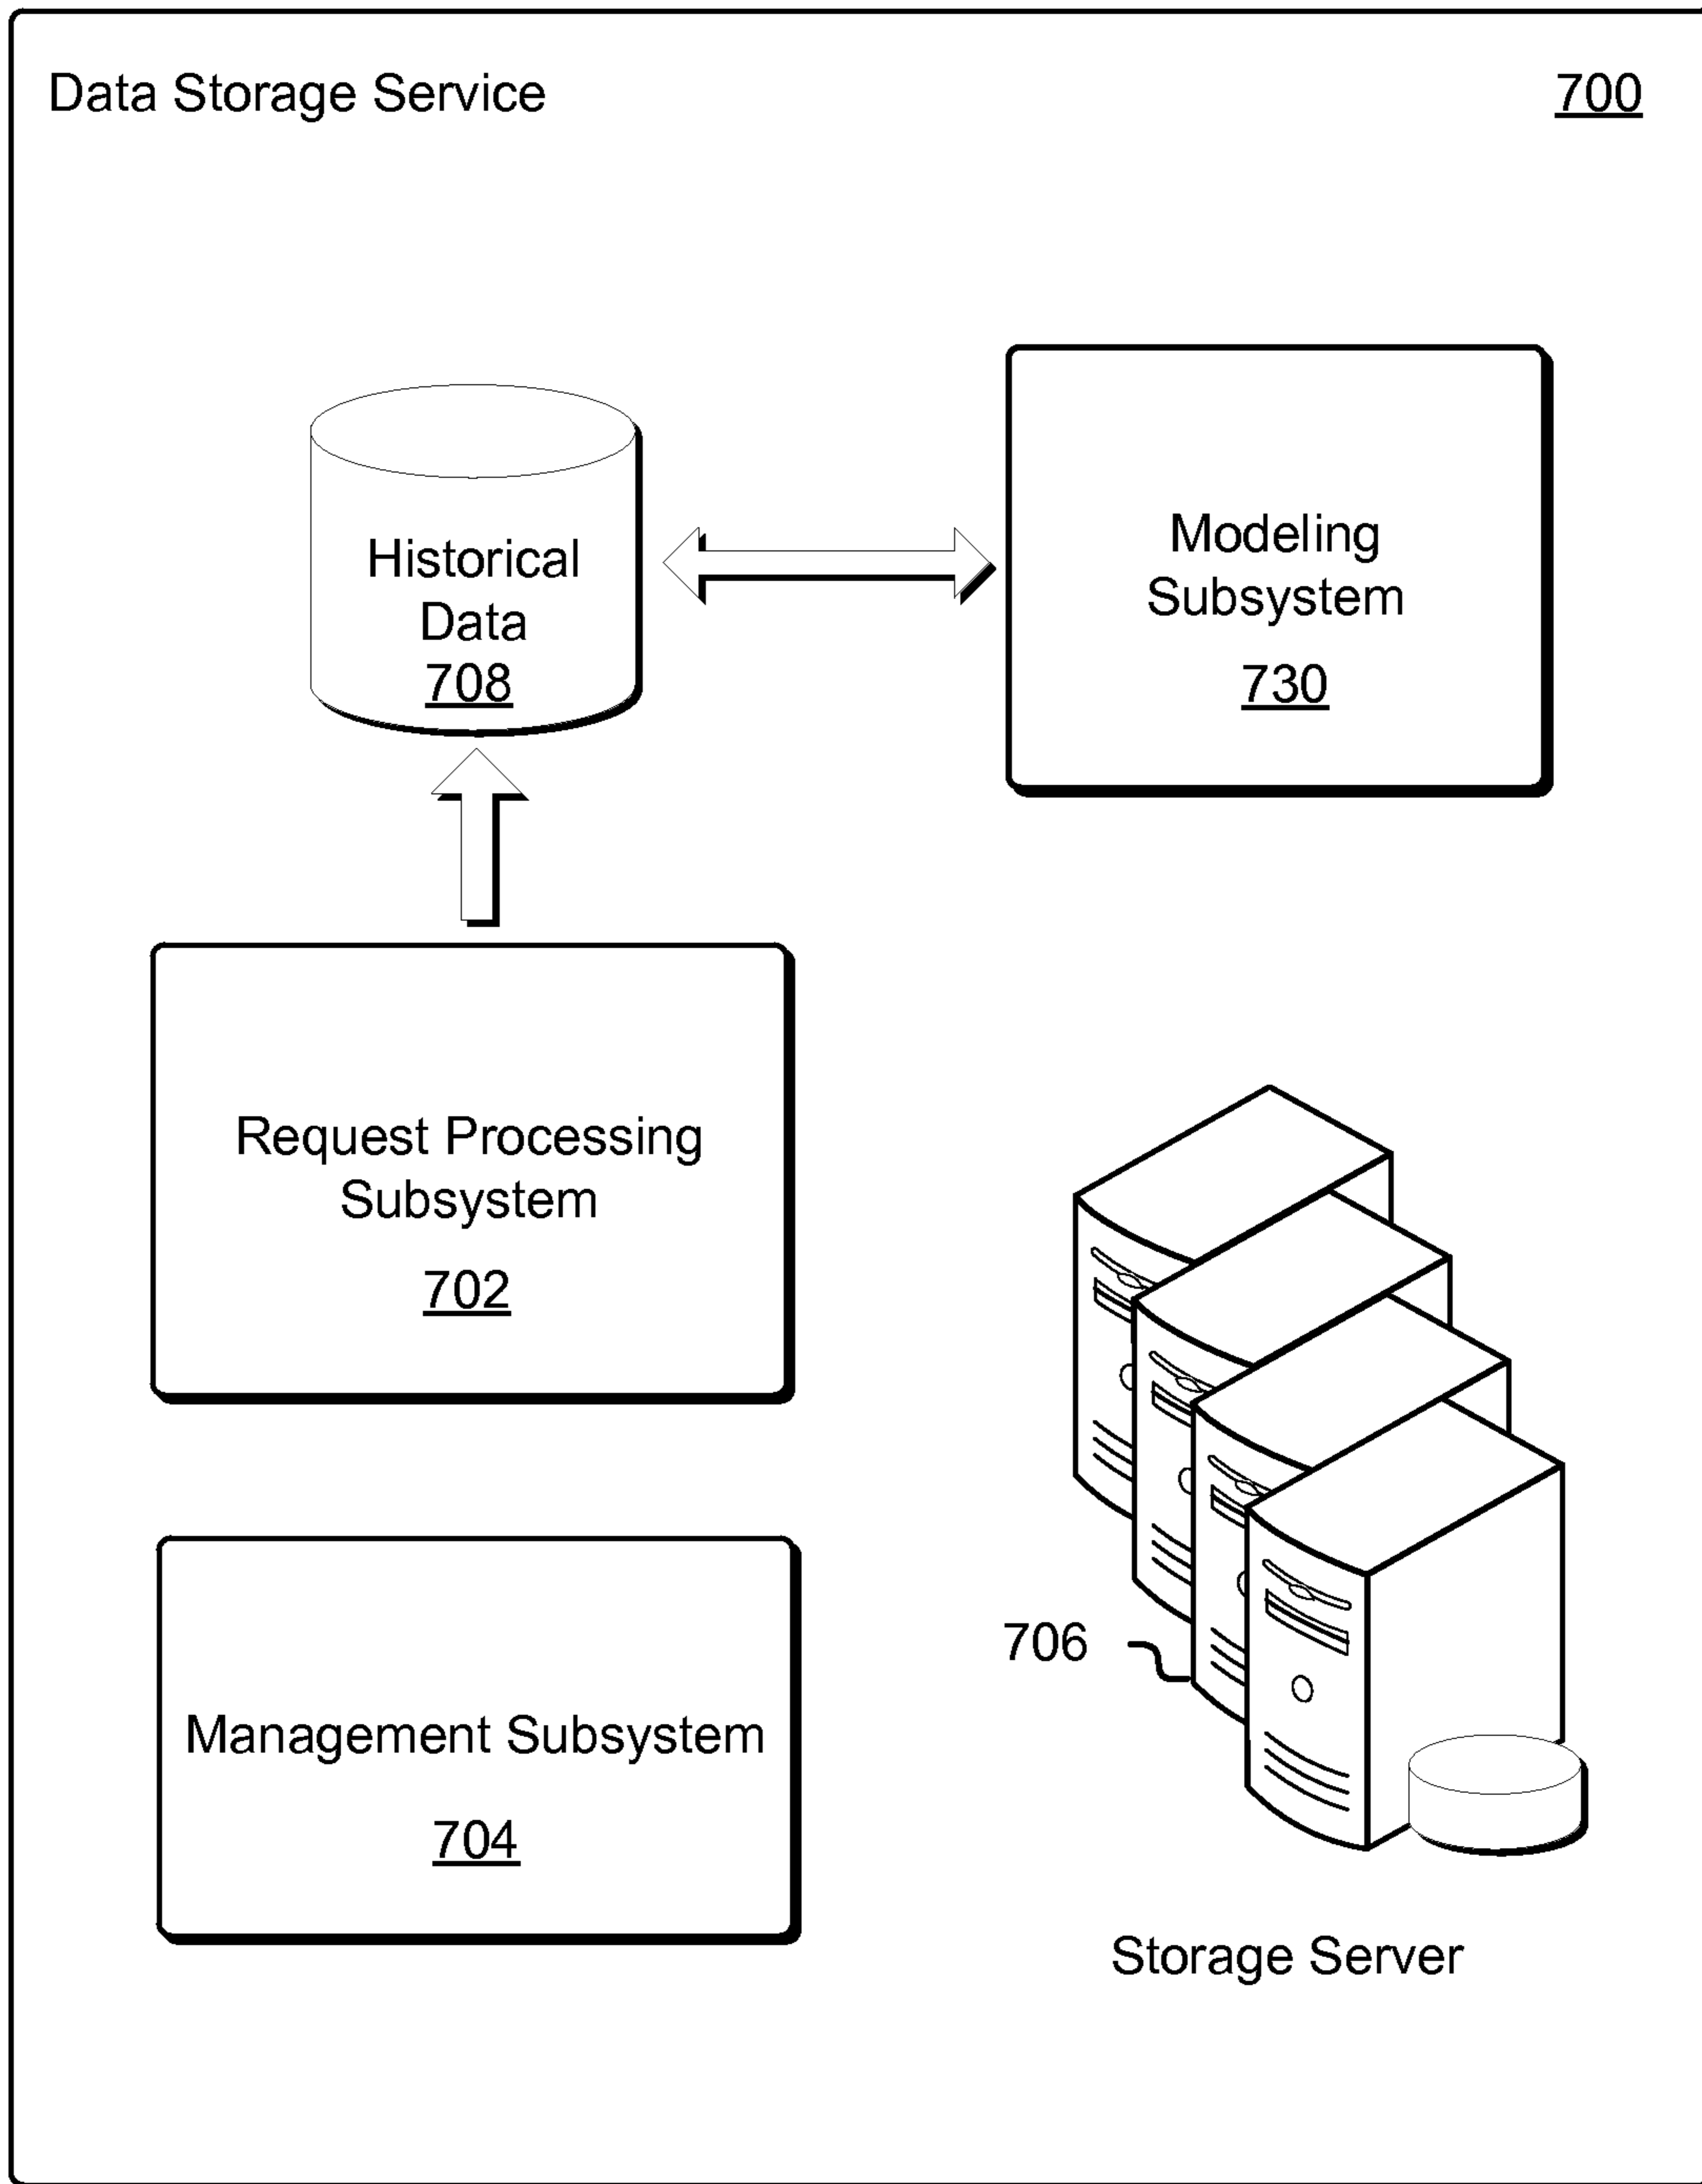 Data Storage Service
700
Historical
Data
708
Modeling
Subsystem
730
Request Processing
Subsystem
702
706
Management Subsystem
704
Storage Server